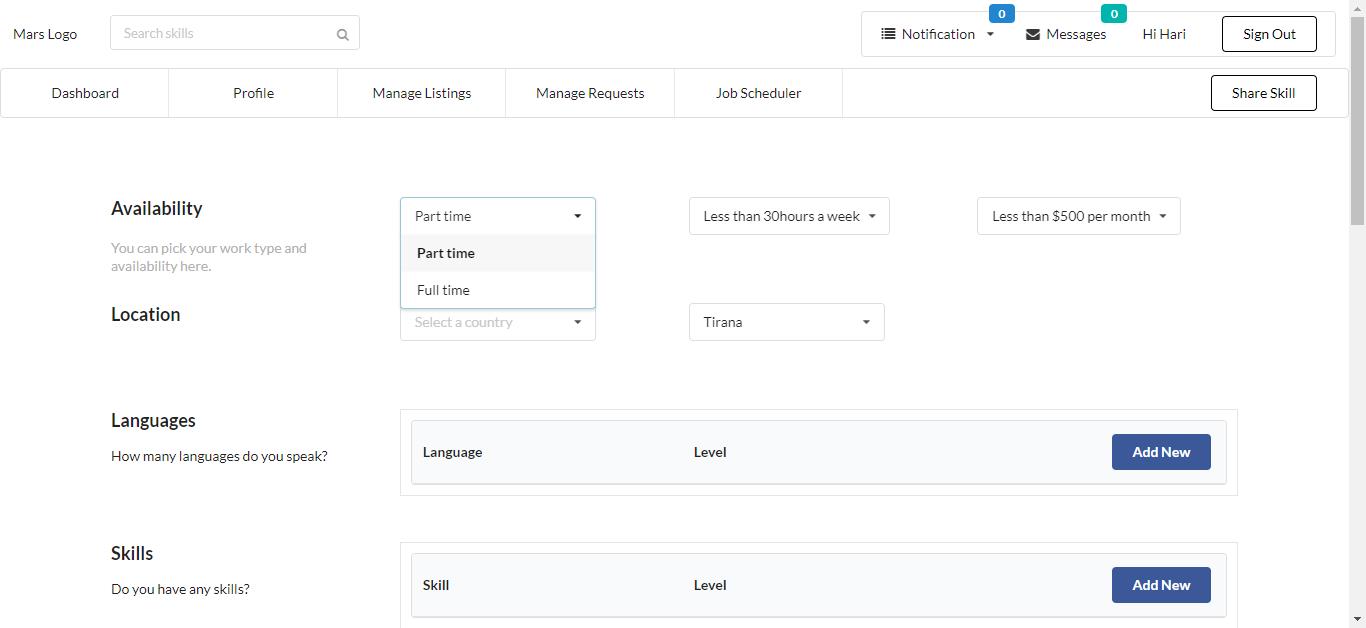 Mars Logo
Search skills
Notification
0
Messages
0
Hi Hari
Sign Out
Dashboard
Profile
Manage Listings
Manage Requests
Job Scheduler
Share Skill
Availability
You can pick your work type and
availability here.
Part time
Part time
Full time
Less than 30hours a week
Less than $500 per month
Location
Select a country
Tirana
Languages
How many languages do you speak?
Language
Level
Add New
Skills
Do you have any skills?
Skill
Level
Add New